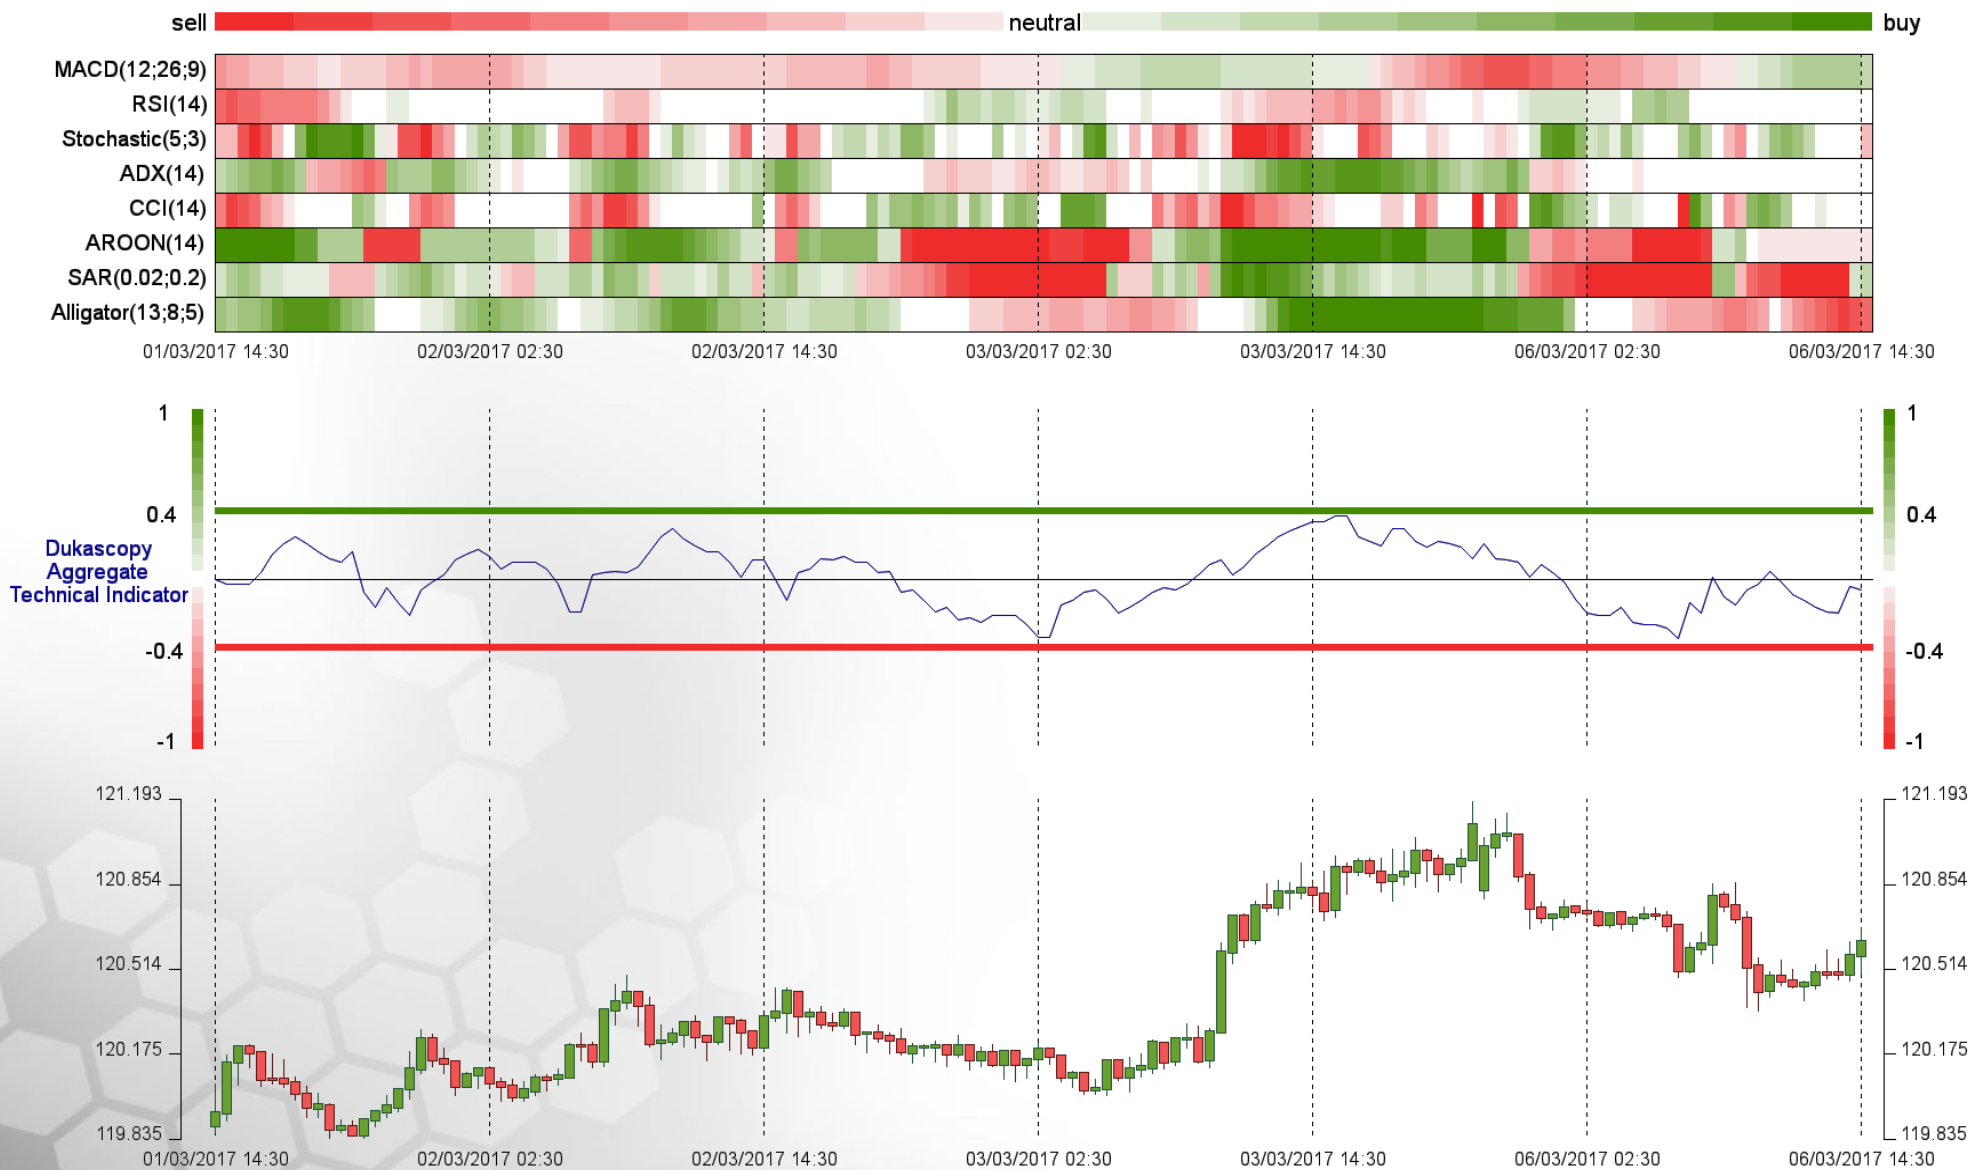 sell neutral buy
MACD(12;26;9)
RSI(14)
Stochastic(5;3)
ADX(14)
CCI(14)
AROON(14)
SAR(0.02;0.2)
Alligator(13;8;5)
01/03/2017 14:30 02/03/2017 02:30 02/03/2017 14:30 03/03/2017 02:30 03/03/2017 14:30 06/03/2017 02:30 06/03/2017 14:30
1 1
0.4 0.4
Dukascopy
Aggregate
Technical Indicator
-0.4 -0.4
-1 -1
121.193 121.193
120.854 120.854
120.514 120.514
120.175 120.175
119.835 119.835
01/03/2017 14:30 02/03/2017 02:30 02/03/2017 14:30 03/03/2017 02:30 03/03/2017 14:30 06/03/2017 02:30 06/03/2017 14:30